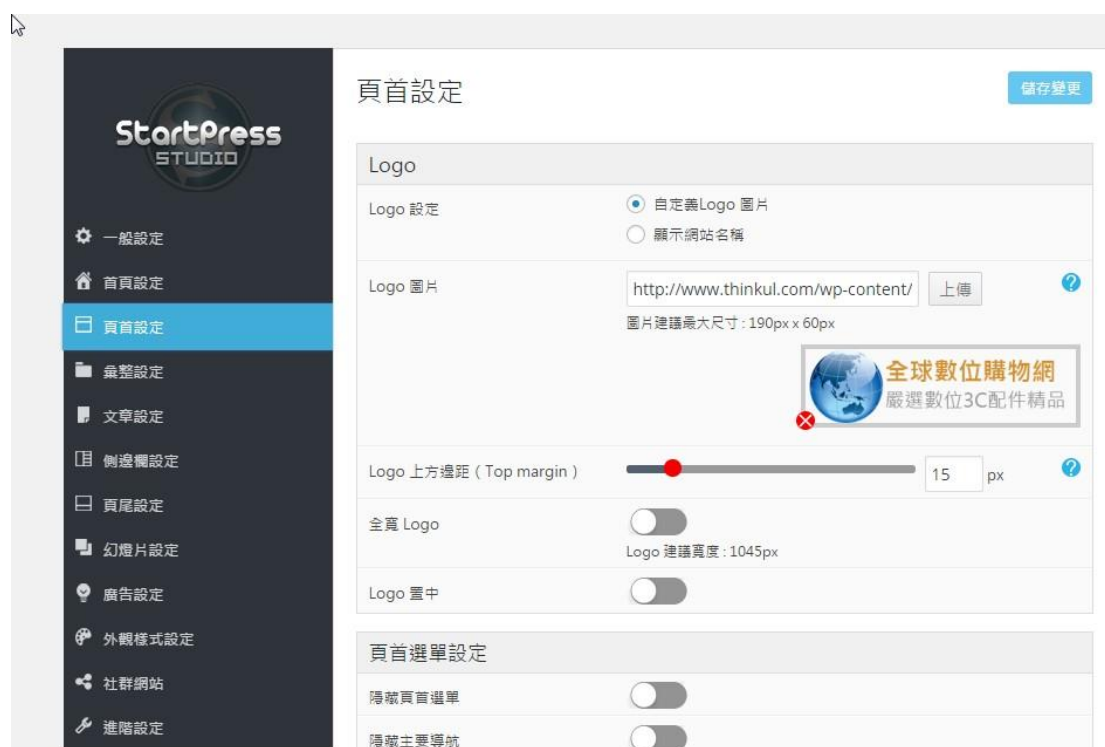 StartPress
STUDIO
一般設定
首頁設定
頁首設定
彙整設定
文章設定
側邊欄設定
頁尾設定
幻燈片設定
廣告設定
外觀樣式設定
社群網站
進階設定
頁首設定
儲存變更
Logo
Logo 設定
自定義Logo 圖片
顯示網站名稱
Logo 圖片
http://www.thinkul.com/wp-content/
上傳
?
圖片建議最大尺寸 : 190px x 60px
全球數位購物網
嚴選數位3C配件精品
Logo 上方邊距 ( Top margin )
15
px
?
全寬 Logo
Logo 建議寬度 : 1045px
Logo 置中
頁首選單設定
隱藏頁首選單
隱藏主要導航